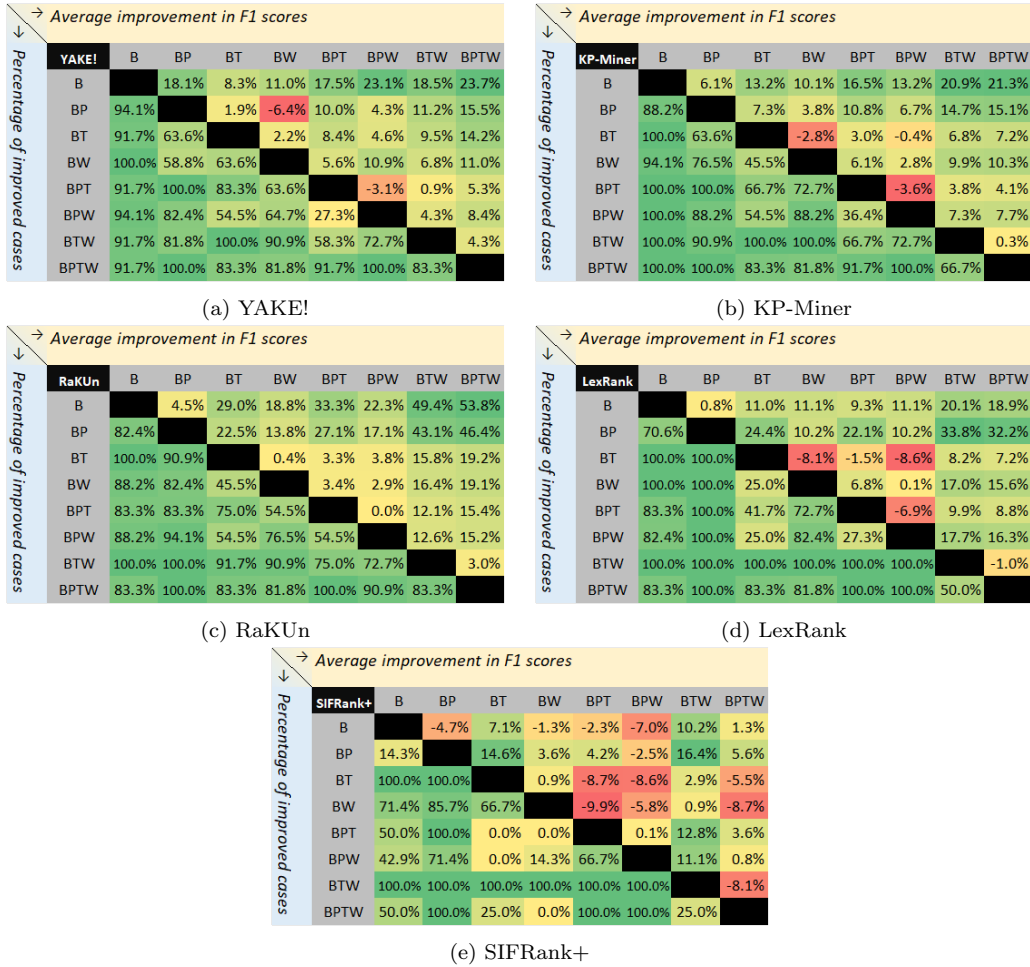 → Average improvement in F1 scores
↓ Percentage of improved cases
YAKE! B BP BT BW BPT BPW BTW BPTW
B 18.1% 8.3% 11.0% 17.5% 23.1% 18.5% 23.7%
BP 94.1% 1.9% -6.4% 10.0% 4.3% 11.2% 15.5%
BT 91.7% 63.6% 2.2% 8.4% 4.6% 9.5% 14.2%
BW 100.0% 58.8% 63.6% 5.6% 10.9% 6.8% 11.0%
BPT 91.7% 100.0% 83.3% 63.6% -3.1% 0.9% 5.3%
BPW 94.1% 82.4% 54.5% 64.7% 27.3% 4.3% 8.4%
BTW 91.7% 81.8% 100.0% 90.9% 58.3% 72.7% 4.3%
BPTW 91.7% 100.0% 83.3% 81.8% 91.7% 100.0% 83.3%
(a) YAKE!
→ Average improvement in F1 scores
↓ Percentage of improved cases
KP-Miner B BP BT BW BPT BPW BTW BPTW
B 6.1% 13.2% 10.1% 16.5% 13.2% 20.9% 21.3%
BP 88.2% 7.3% 3.8% 10.8% 6.7% 14.7% 15.1%
BT 100.0% 63.6% -2.8% 3.0% -0.4% 6.8% 7.2%
BW 94.1% 76.5% 45.5% 6.1% 2.8% 9.9% 10.3%
BPT 100.0% 100.0% 66.7% 72.7% -3.6% 3.8% 4.1%
BPW 100.0% 88.2% 54.5% 88.2% 36.4% 7.3% 7.7%
BTW 100.0% 90.9% 100.0% 100.0% 66.7% 72.7% 0.3%
BPTW 100.0% 100.0% 83.3% 81.8% 91.7% 100.0% 66.7%
(b) KP-Miner
→ Average improvement in F1 scores
↓ Percentage of improved cases
RaKUn B BP BT BW BPT BPW BTW BPTW
B 4.5% 29.0% 18.8% 33.3% 22.3% 49.4% 53.8%
BP 82.4% 22.5% 13.8% 27.1% 17.1% 43.1% 46.4%
BT 100.0% 90.9% 0.4% 3.3% 3.8% 15.8% 19.2%
BW 88.2% 82.4% 45.5% 3.4% 2.9% 16.4% 19.1%
BPT 83.3% 83.3% 75.0% 54.5% 0.0% 12.1% 15.4%
BPW 88.2% 94.1% 54.5% 76.5% 54.5% 12.6% 15.2%
BTW 100.0% 100.0% 91.7% 90.9% 75.0% 72.7% 3.0%
BPTW 83.3% 100.0% 83.3% 81.8% 100.0% 90.9% 83.3%
(c) RaKUn
→ Average improvement in F1 scores
↓ Percentage of improved cases
LexRank B BP BT BW BPT BPW BTW BPTW
B 0.8% 11.0% 11.1% 9.3% 11.1% 20.1% 18.9%
BP 70.6% 24.4% 10.2% 22.1% 10.2% 33.8% 32.2%
BT 100.0% 100.0% -8.1% -1.5% -8.6% 8.2% 7.2%
BW 100.0% 100.0% 25.0% 6.8% 0.1% 17.0% 15.6%
BPT 83.3% 100.0% 41.7% 72.7% -6.9% 9.9% 8.8%
BPW 82.4% 100.0% 25.0% 82.4% 27.3% 17.7% 16.3%
BTW 100.0% 100.0% 100.0% 100.0% 100.0% 100.0% -1.0%
BPTW 83.3% 100.0% 83.3% 81.8% 100.0% 100.0% 50.0%
(d) LexRank
→ Average improvement in F1 scores
↓ Percentage of improved cases
SIFRank+ B BP BT BW BPT BPW BTW BPTW
B -4.7% 7.1% -1.3% -2.3% -7.0% 10.2% 1.3%
BP 14.3% 14.6% 3.6% 4.2% -2.5% 16.4% 5.6%
BT 100.0% 100.0% 0.9% -8.7% -8.6% 2.9% -5.5%
BW 71.4% 85.7% 66.7% -9.9% -5.8% 0.9% -8.7%
BPT 50.0% 100.0% 0.0% 0.0% 0.1% 12.8% 3.6%
BPW 42.9% 71.4% 0.0% 14.3% 66.7% 11.1% 0.8%
BTW 100.0% 100.0% 100.0% 100.0% 100.0% 100.0% -8.1%
BPTW 50.0% 100.0% 25.0% 0.0% 100.0% 100.0% 25.0%
(e) SIFRank+